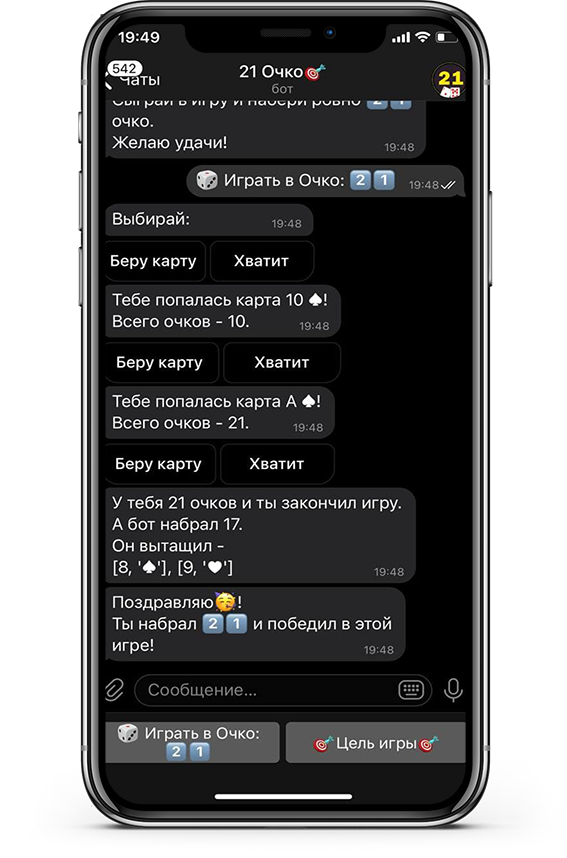 19:49
542
Чаты
21 Очко🎯
бот
21
Сыграй в игру и набери ровно 2️⃣1️⃣
очко.
Желаю удачи!
19:48
🎲 Играть в Очко: 2️⃣1️⃣
19:48
Выбирай:
19:48
Беру карту
Хватит
Тебе попалась карта 10 ♠!
Всего очков - 10.
19:48
Беру карту
Хватит
Тебе попалась карта A ♠!
Всего очков - 21.
19:48
Беру карту
Хватит
У тебя 21 очков и ты закончил игру.
А бот набрал 17.
Он вытащил -
[8, '♠'], [9, '♥']
19:48
Поздравляю🥳!
Ты набрал 2️⃣1️⃣ и победил в этой
игре!
19:48
Сообщение...
🎲 Играть в Очко:
2️⃣1️⃣
🎯Цель игры🎯